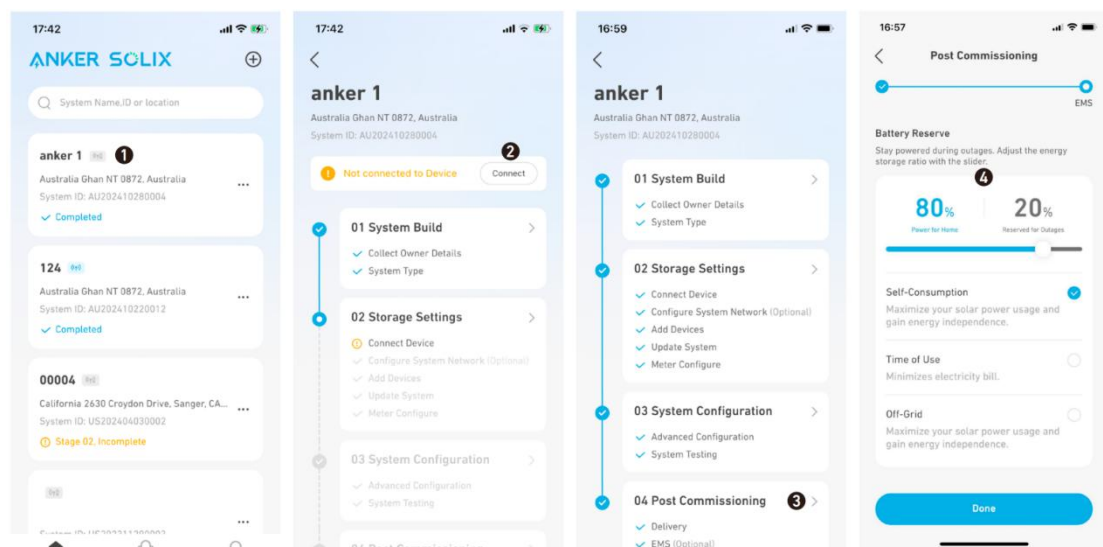 17:42
ANKER SOLIX
System Name,ID or location
anker 1
1
Australia Ghan NT 0872, Australia
System ID: AU202410280004
Completed
124
Australia Ghan NT 0872, Australia
System ID: AU202410220012
Completed
00004
California 2630 Croydon Drive, Sanger, CA...
System ID: US202404030002
Stage 02, Incomplete
17:42
anker 1
Australia Ghan NT 0872, Australia
System ID: AU202410280004
2
Not connected to Device
Connect
01 System Build
Collect Owner Details
System Type
02 Storage Settings
Connect Device
Configure System Network (Optional)
Add Devices
Update System
Meter Configure
03 System Configuration
Advanced Configuration
System Testing
16:59
anker 1
Australia Ghan NT 0872, Australia
System ID: AU202410280004
01 System Build
Collect Owner Details
System Type
02 Storage Settings
Connect Device
Configure System Network (Optional)
Add Devices
Update System
Meter Configure
03 System Configuration
Advanced Configuration
System Testing
04 Post Commissioning
3
Delivery
EMS (Optional)
16:57
Post Commissioning
EMS
Battery Reserve
Stay powered during outages. Adjust the energy
storage ratio with the slider.
4
80% 20%
Power for Home Reserved for Outages
Self-Consumption
Maximize your solar power usage and
gain energy independence.
Time of Use
Minimizes electricity bill.
Off-Grid
Maximize your solar power usage and
gain energy independence.
Done